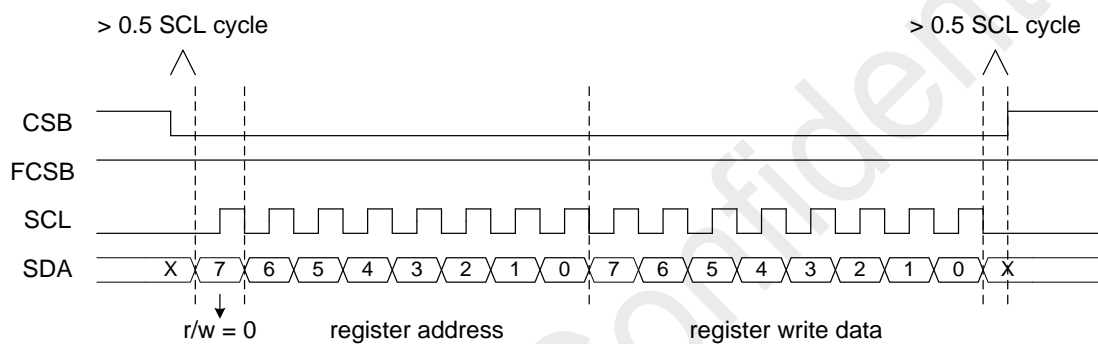 > 0.5 SCL cycle > 0.5 SCL cycle
CSB
FCSB
SCL
SDA X 7 6 5 4 3 2 1 0 7 6 5 4 3 2 1 0 X
r/w = 0 register address register write data
Confident